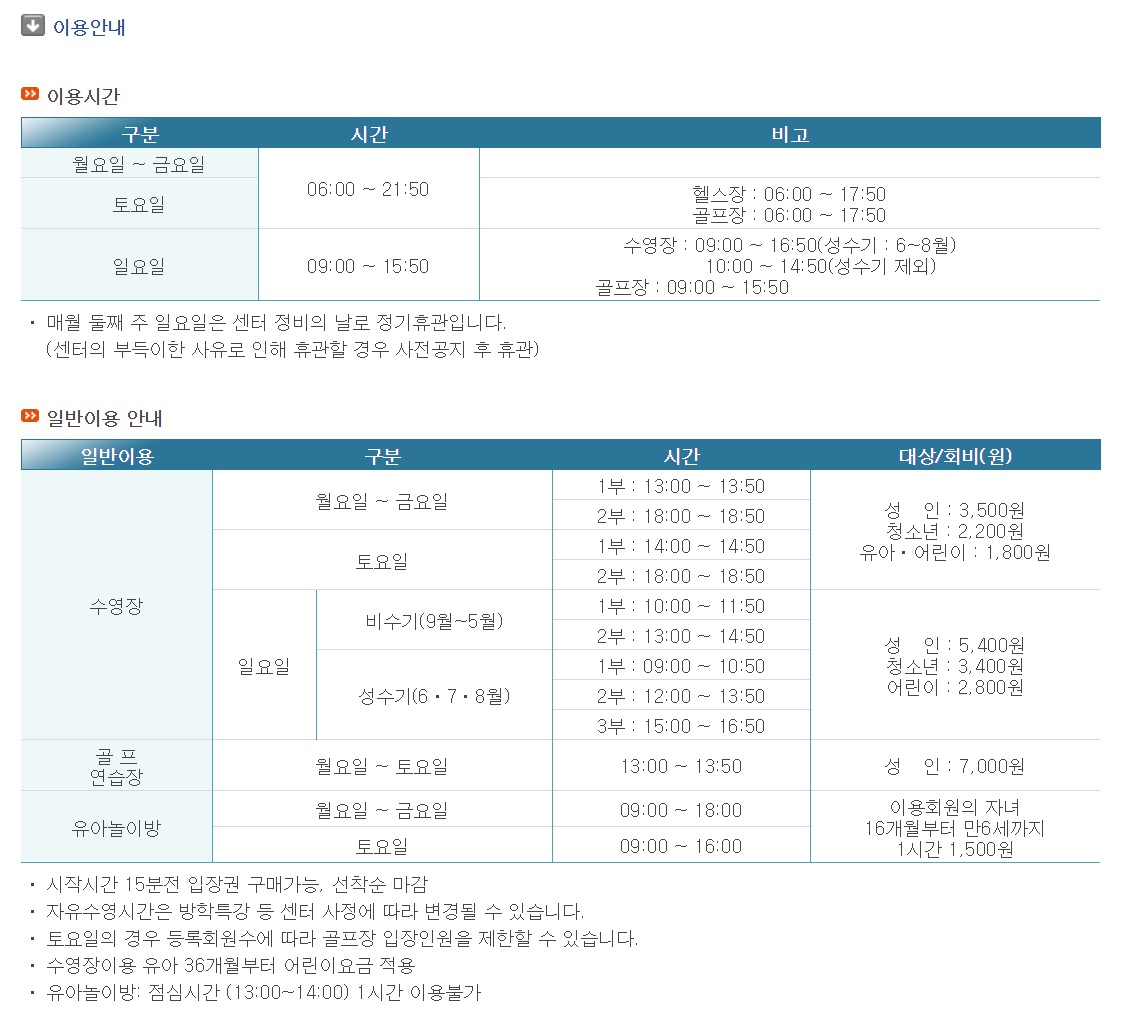 이용안내
이용시간
구분 시간 비고
월요일 ~ 금요일
06:00 ~ 21:50
토요일
헬스장 : 06:00 ~ 17:50
골프장 : 06:00 ~ 17:50
일요일
09:00 ~ 15:50
수영장 : 09:00 ~ 16:50(성수기 : 6~8월)
10:00 ~ 14:50(성수기 제외)
골프장 : 09:00 ~ 15:50
· 매월 둘째 주 일요일은 센터 정비의 날로 정기휴관입니다.
(센터의 부득이한 사유로 인해 휴관할 경우 사전공지 후 휴관)
일반이용 안내
일반이용 구분 시간 대상/회비(원)
수영장
월요일 ~ 금요일
1부 : 13:00 ~ 13:50
2부 : 18:00 ~ 18:50
토요일
1부 : 14:00 ~ 14:50
2부 : 18:00 ~ 18:50
성 인 : 3,500원
청소년 : 2,200원
유아·어린이 : 1,800원
일요일
비수기(9월~5월)
1부 : 10:00 ~ 11:50
2부 : 13:00 ~ 14:50
성수기(6·7·8월)
1부 : 09:00 ~ 10:50
2부 : 12:00 ~ 13:50
3부 : 15:00 ~ 16:50
성 인 : 5,400원
청소년 : 3,400원
어린이 : 2,800원
골 프
연습장
월요일 ~ 토요일
13:00 ~ 13:50
성 인 : 7,000원
유아놀이방
월요일 ~ 금요일
09:00 ~ 18:00
토요일
09:00 ~ 16:00
이용회원의 자녀
16개월부터 만6세까지
1시간 1,500원
· 시작시간 15분전 입장권 구매가능, 선착순 마감
· 자유수영시간은 방학특강 등 센터 사정에 따라 변경될 수 있습니다.
· 토요일의 경우 등록회원수에 따라 골프장 입장인원을 제한할 수 있습니다.
· 수영장이용 유아 36개월부터 어린이요금 적용
· 유아놀이방: 점심시간 (13:00~14:00) 1시간 이용불가